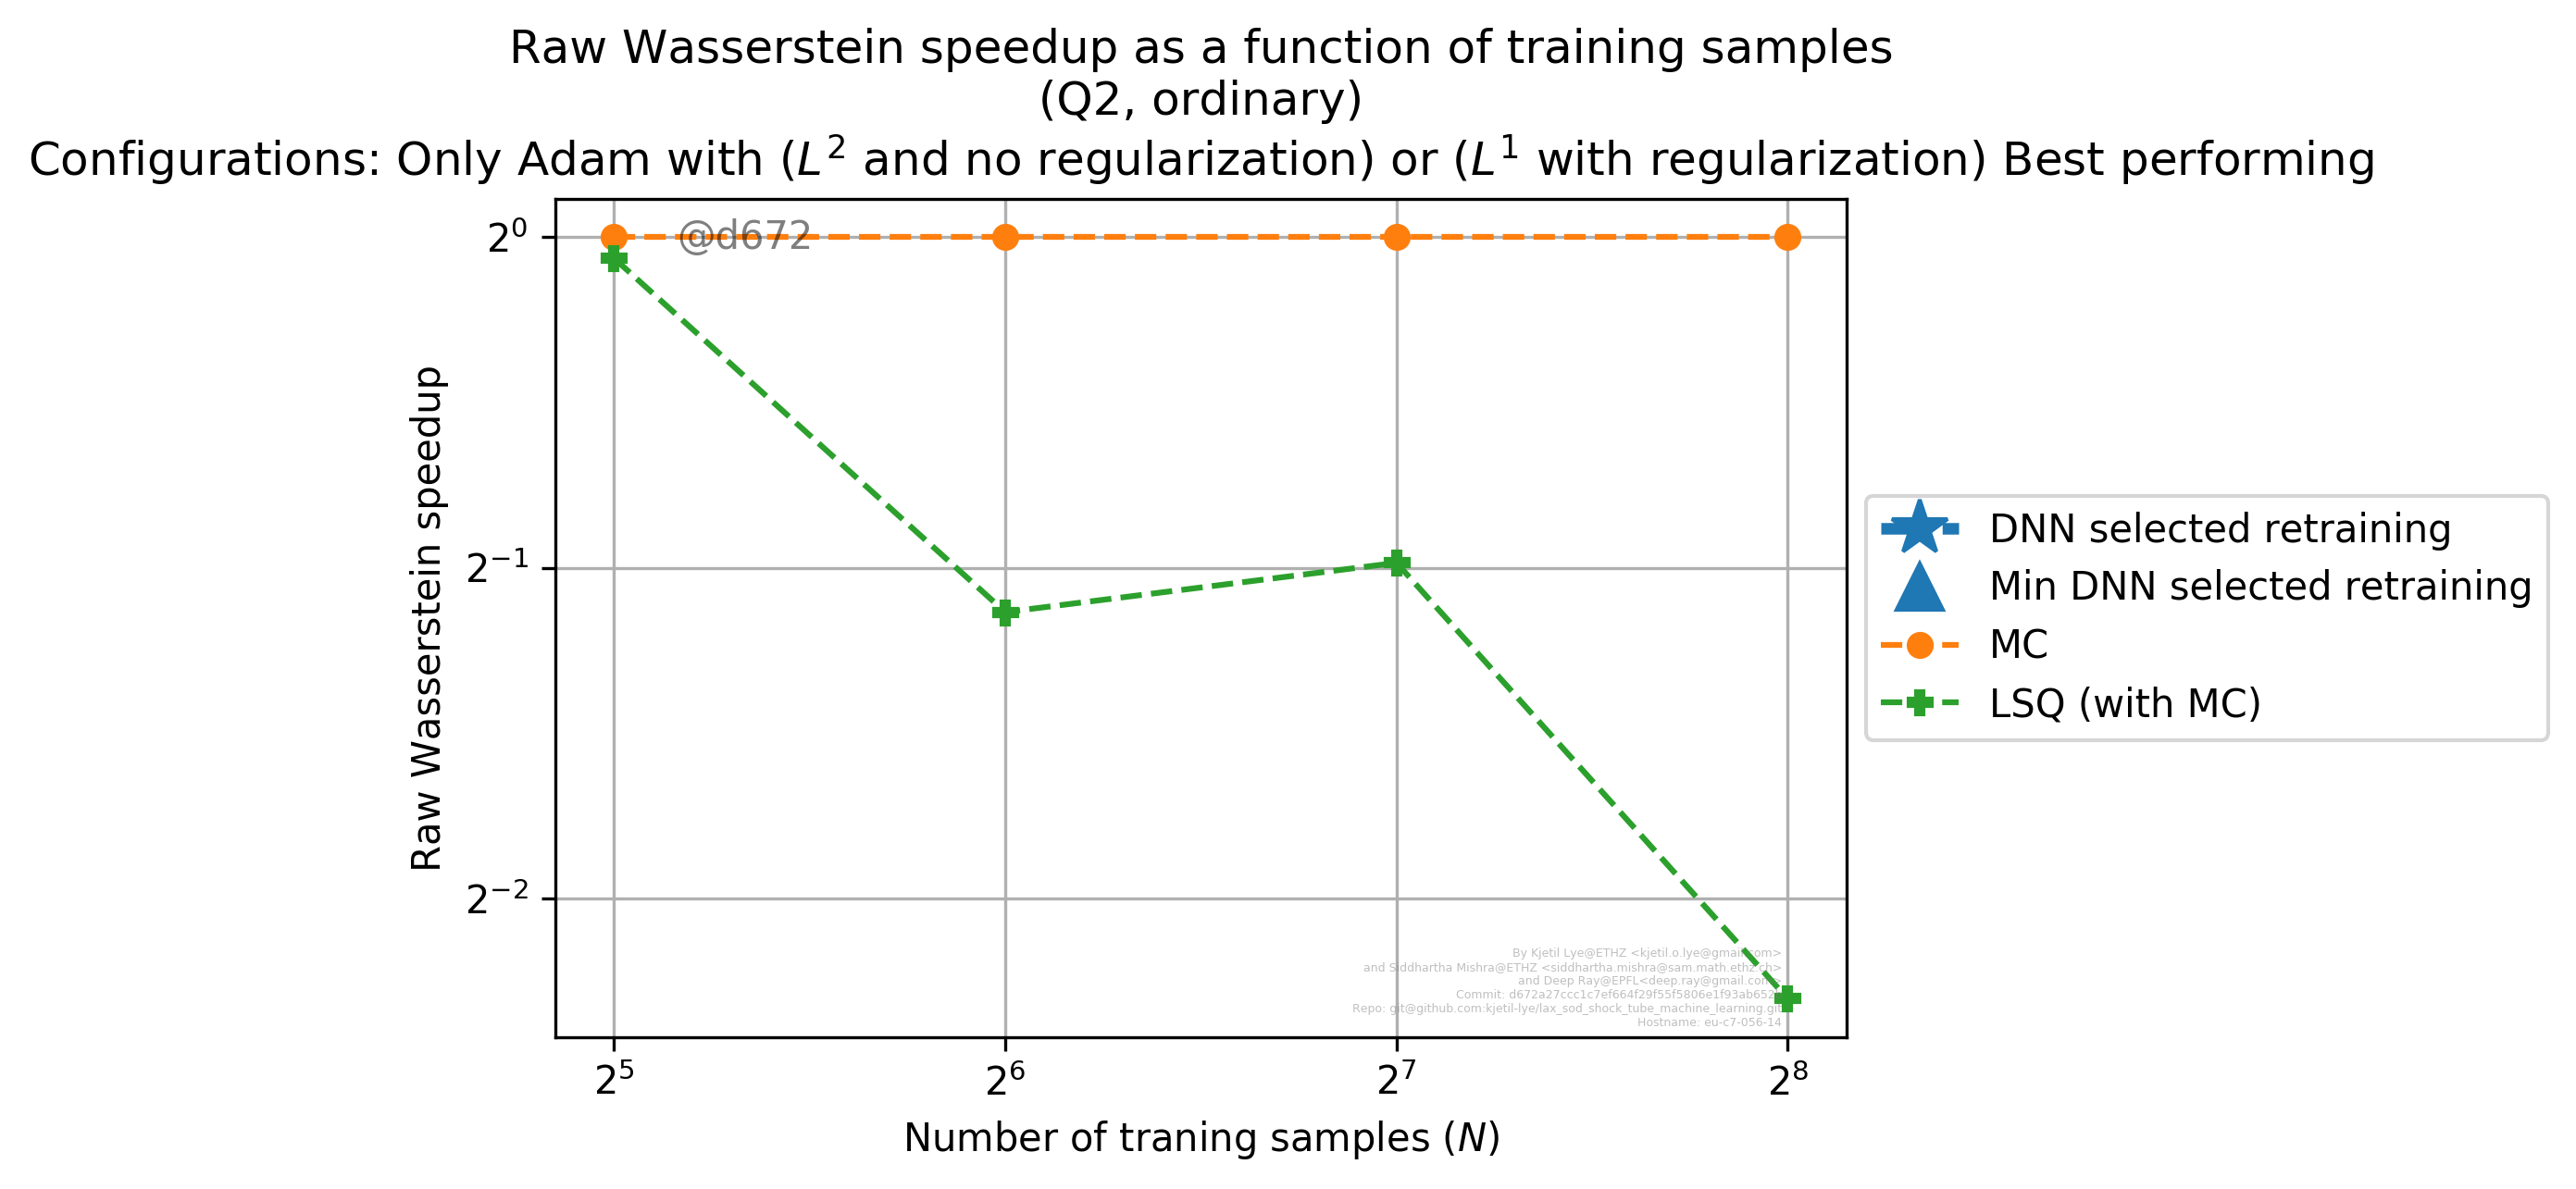 Raw Wasserstein speedup as a function of training samples
(Q2, ordinary)
Configurations: Only Adam with (L² and no regularization) or (L¹ with regularization) Best performing
@d672
2⁰
2⁻¹
2⁻²
Raw Wasserstein speedup
DNN selected retraining
Min DNN selected retraining
MC
LSQ (with MC)
By Kjetil Lye@ETHZ <kjetil.o.lye@gmail.com>
and Siddhartha Mishra@ETHZ <siddhartha.mishra@sam.math.ethz.ch>
and Deep Ray@EPFL<deep.ray@gmail.com>
Commit:
Repo: git@github.com:kjetil-lye/lax_sod_shock_tube_machine_learning.git
Hostname: eu-c7-056-14
2⁵ 2⁶ 2⁷ 2⁸
Number of traning samples (N)